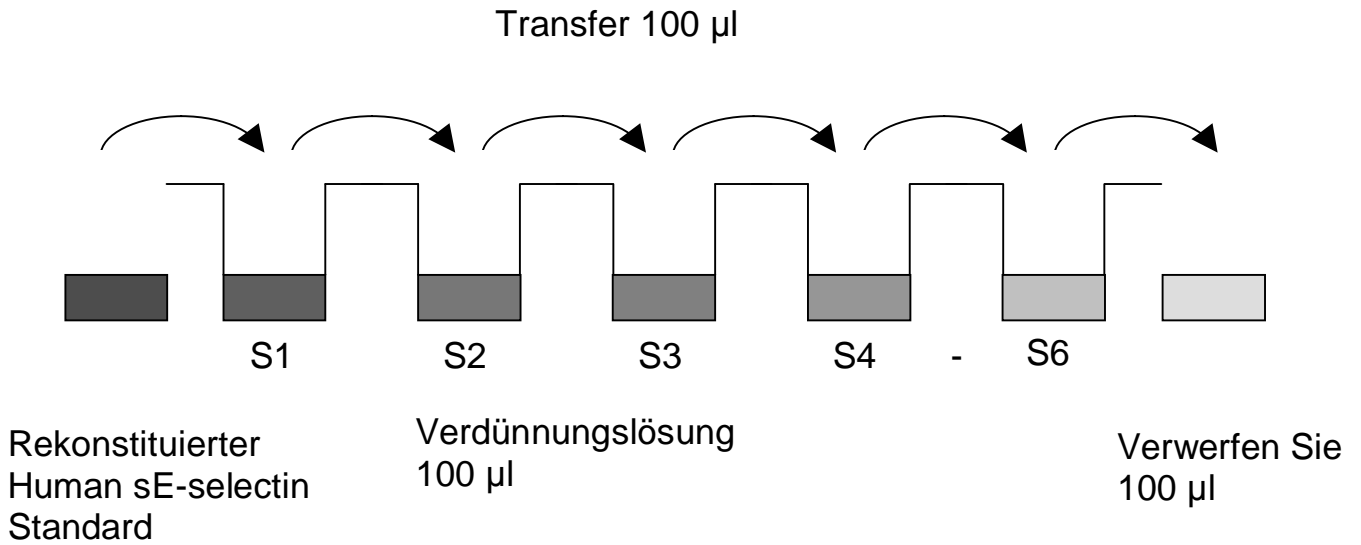 Transfer 100 µl
S1 S2 S3 S4 - S6
Rekonstituierter
Human sE-selectin
Standard
Verdünnungslösung
100 µl
Verwerfen Sie
100 µl